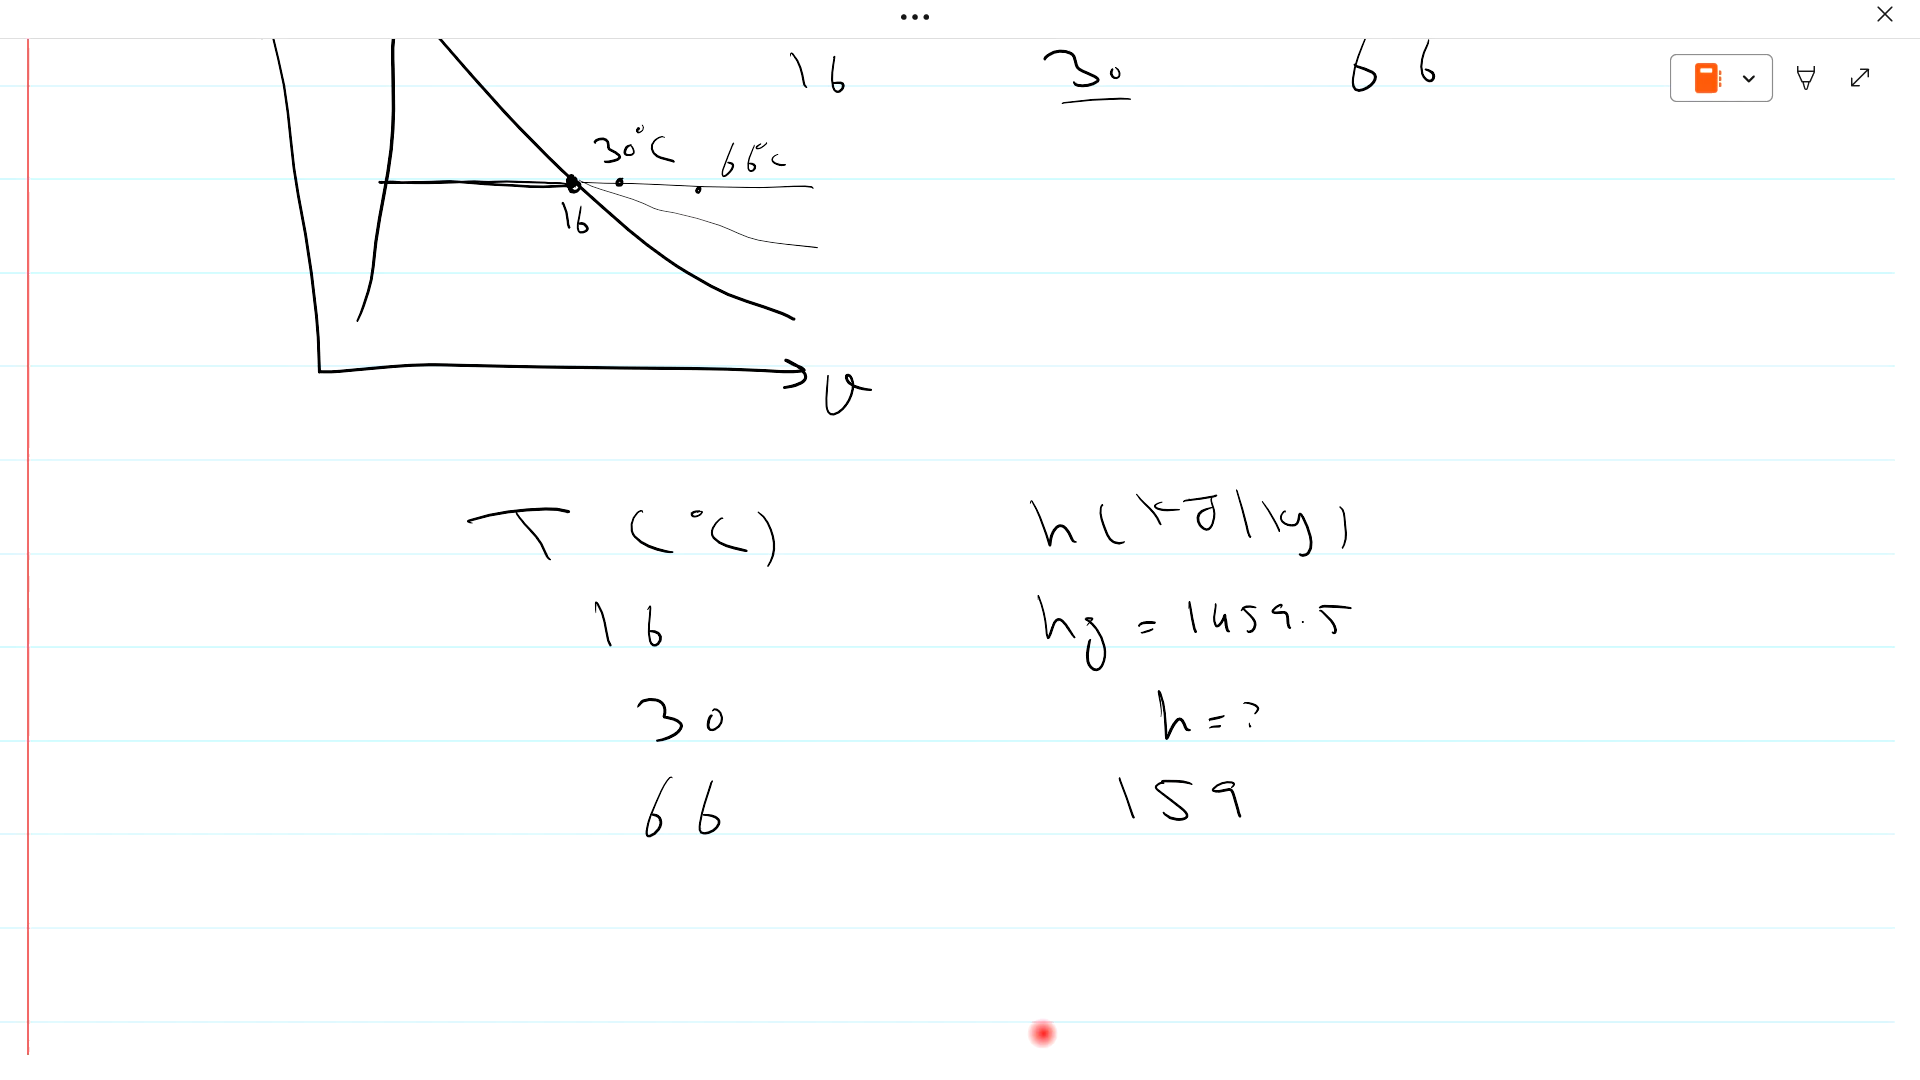 16 30 66
30°C 66°C
16
v
T (°C) h(kJ/kg)
16 hg = 1459.5
30 h = ?
66 159